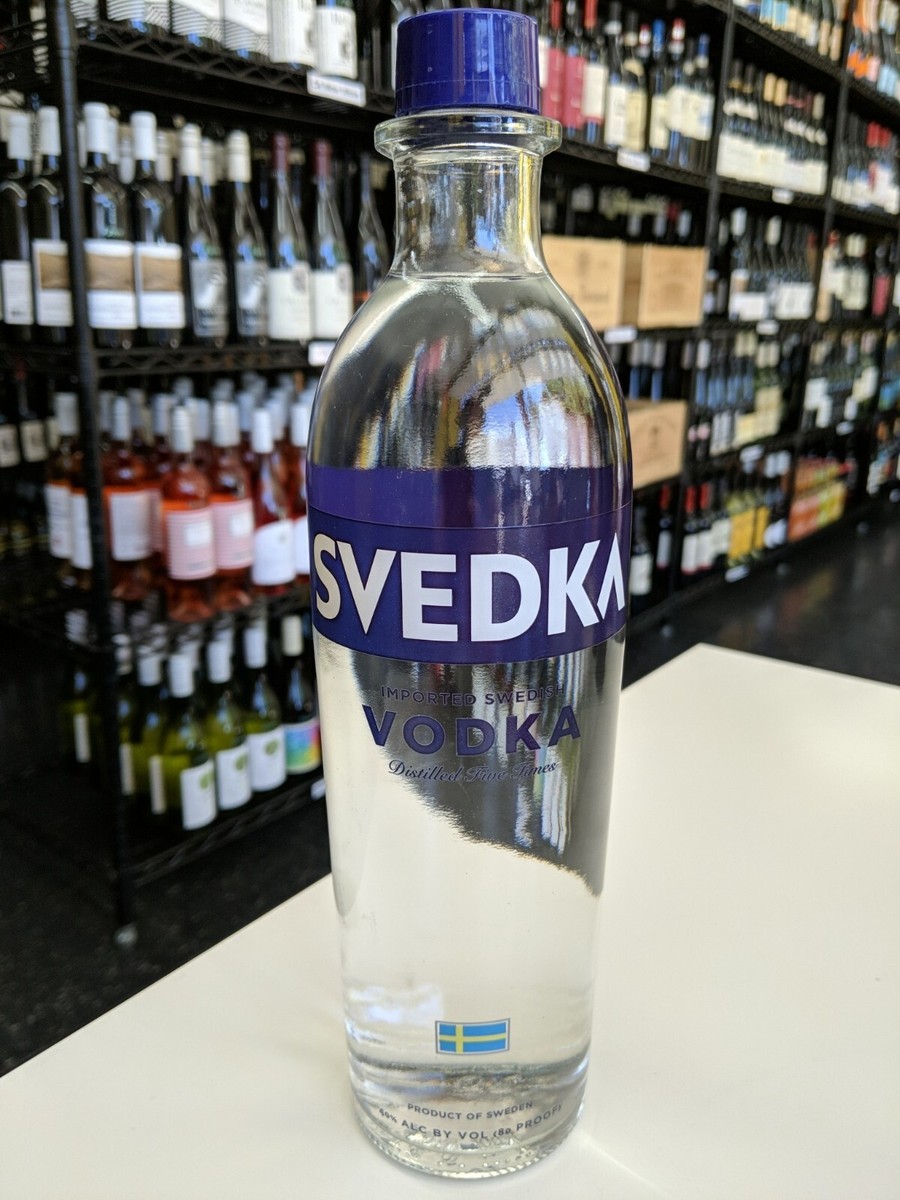 SVEDKA
IMPORTED SWEDISH
VODKA
Distilled Five Times
PRODUCT OF SWEDEN
40% ALC BY VOL (80 PROOF)